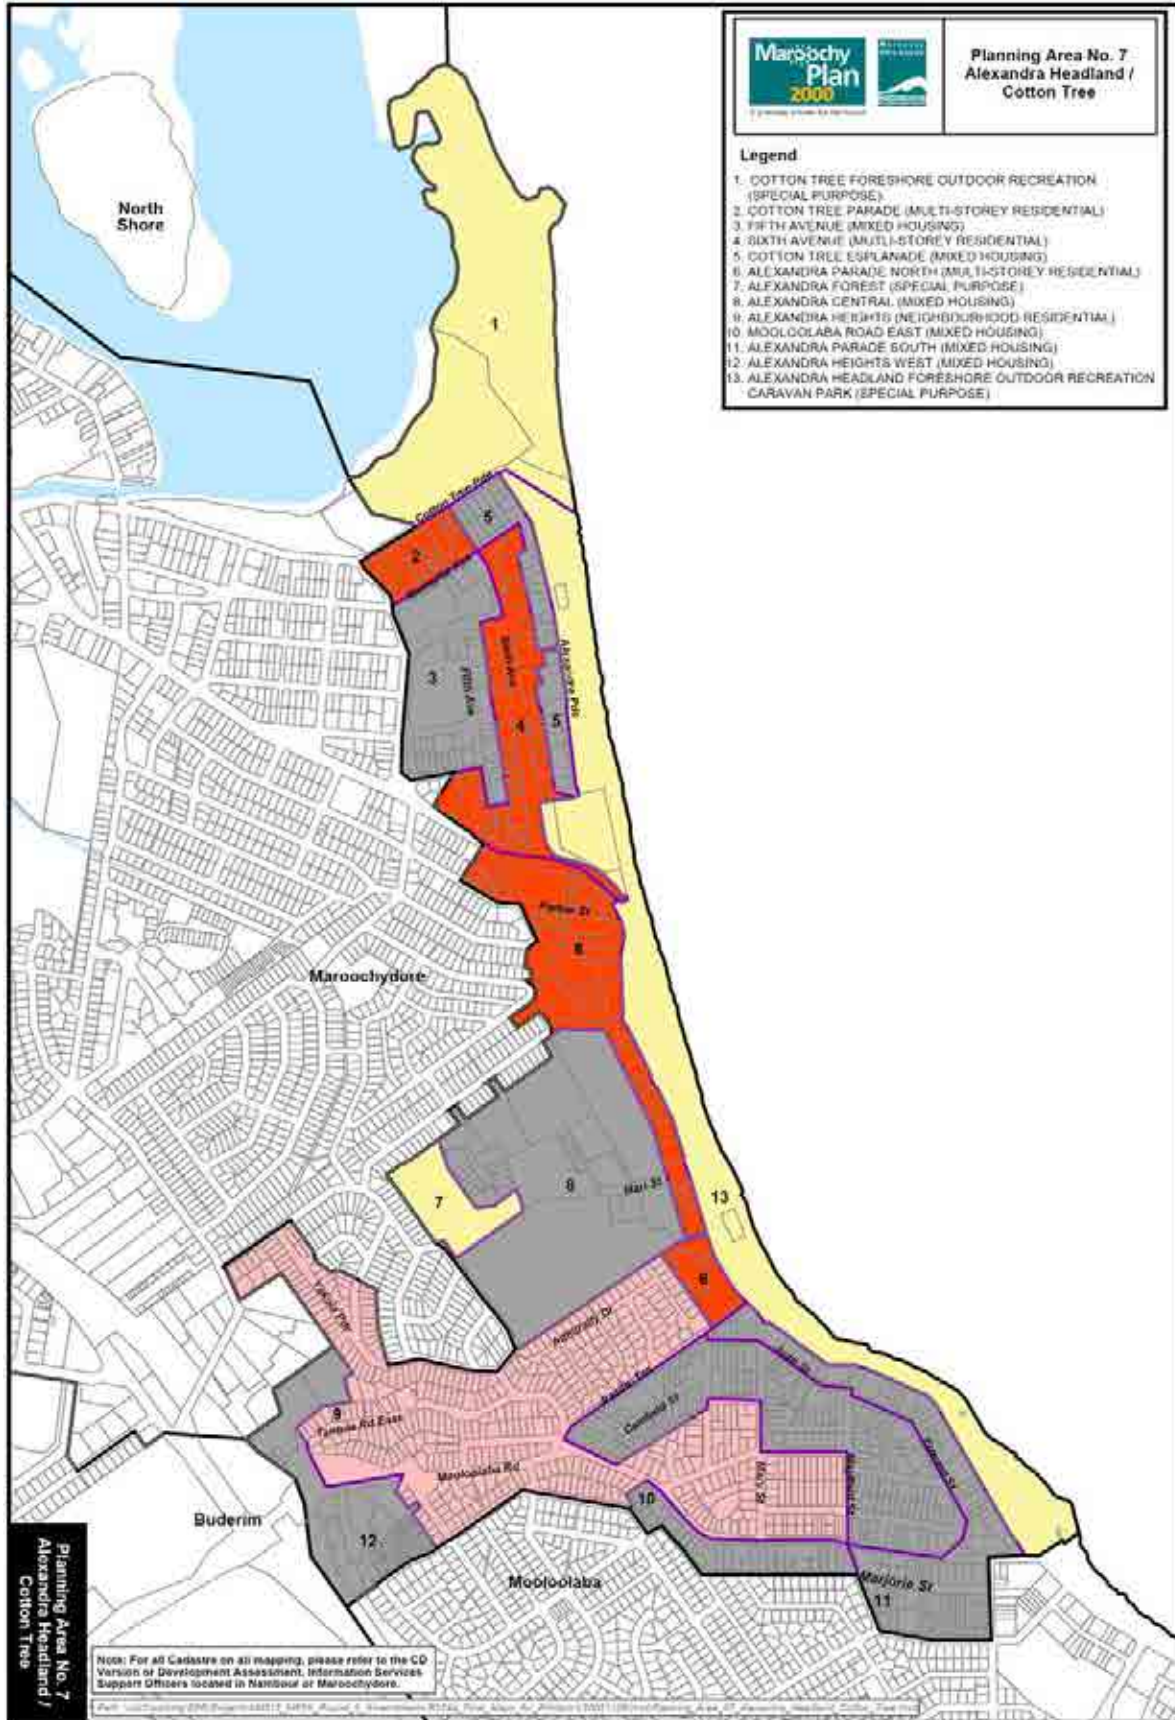 Maroochy
Plan
2000
Planning Area No. 7
Alexandra Headland /
Cotton Tree
Legend
1. COTTON TREE FORESHORE OUTDOOR RECREATION
(SPECIAL PURPOSE)
2. COTTON TREE PARADE (MULTI-STOREY RESIDENTIAL)
3. FIFTH AVENUE (MIXED HOUSING)
4. SIXTH AVENUE (MUTLI-STOREY RESIDENTIAL)
5. COTTON TREE ESPLANADE (MIXED HOUSING)
6. ALEXANDRA PARADE NORTH (MULTI-STOREY RESIDENTIAL)
7. ALEXANDRA FOREST (SPECIAL PURPOSE)
8. ALEXANDRA CENTRAL (MIXED HOUSING)
9. ALEXANDRA HEIGHTS (NEIGHBOURHOOD RESIDENTIAL)
10. MOOLOOLABA ROAD EAST (MIXED HOUSING)
11. ALEXANDRA PARADE SOUTH (MIXED HOUSING)
12. ALEXANDRA HEIGHTS WEST (MIXED HOUSING)
13. ALEXANDRA HEADLAND FORESHORE OUTDOOR RECREATION
CARAVAN PARK (SPECIAL PURPOSE)
North
Shore
1
Cotton Tree Pde
5
2
3
Fifth Ave
Sixth Ave
4
5
Alexandra Pde
Parker St
6
Maroochydore
7
8
Mari St
13
6
Admiralty Dr
9
Mooloolaba Rd
10
Buderim
12
Mooloolaba
Marjorie St
11
Planning Area No. 7
Alexandra Headland /
Cotton Tree
Note: For all Cadastre on all mapping, please refer to the CD
Version or Development Assessment, Information Services
Support Officers located in Nambour or Maroochydore.